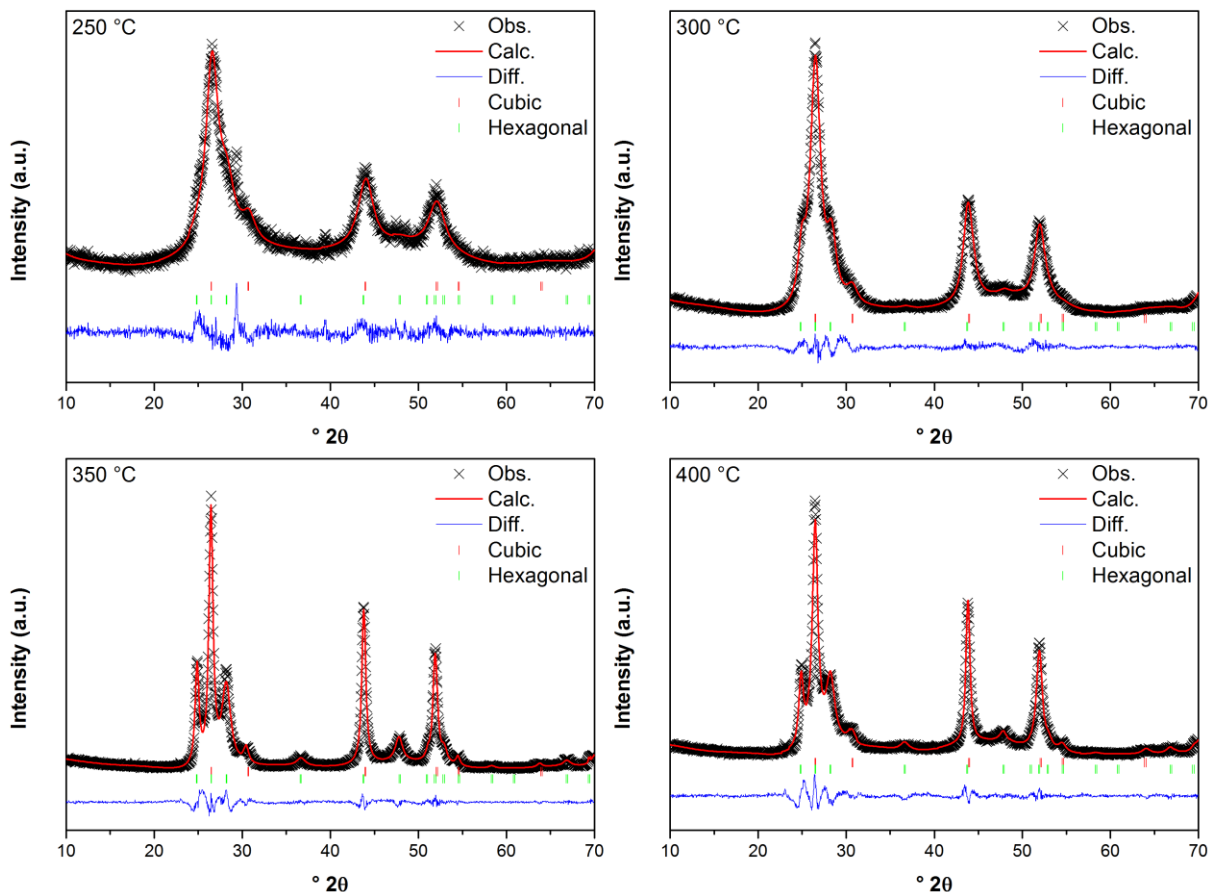 250 °C
Obs.
Calc.
Diff.
Cubic
Hexagonal
Intensity (a.u.)
10 20 30 40 50 60 70
° 2θ
300 °C
Obs.
Calc.
Diff.
Cubic
Hexagonal
Intensity (a.u.)
10 20 30 40 50 60 70
° 2θ
350 °C
Obs.
Calc.
Diff.
Cubic
Hexagonal
Intensity (a.u.)
10 20 30 40 50 60 70
° 2θ
400 °C
Obs.
Calc.
Diff.
Cubic
Hexagonal
Intensity (a.u.)
10 20 30 40 50 60 70
° 2θ